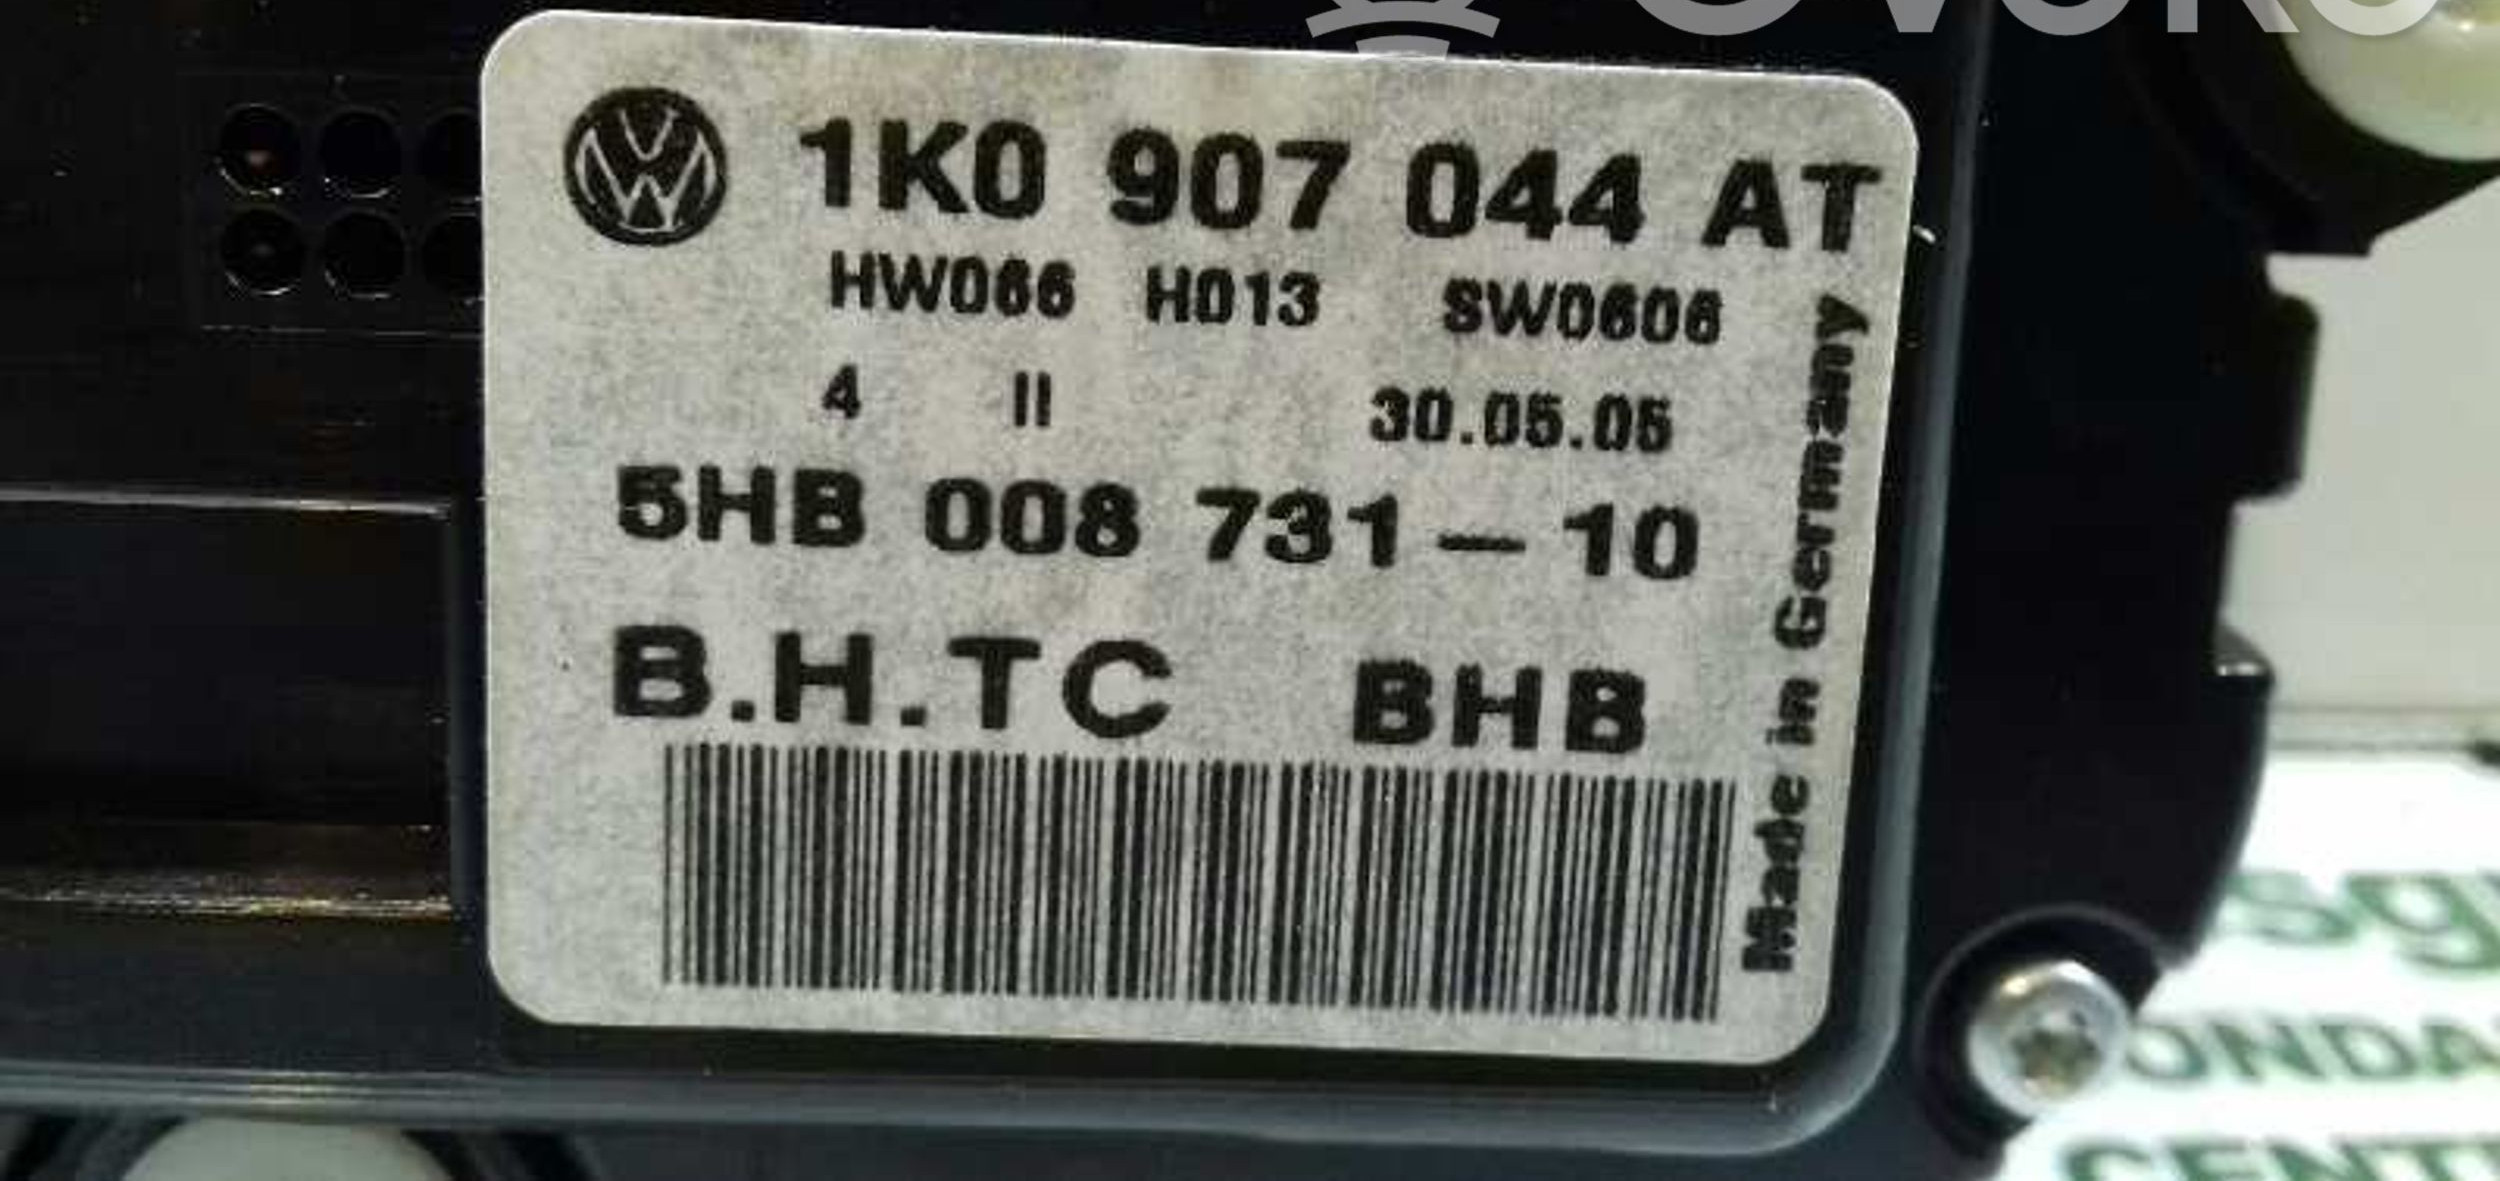 1K0 907 044 AT
HW066 H013 SW0606
4 II 30.05.05
5HB 008 731-10
B.H.TC BHB
Made in Germany